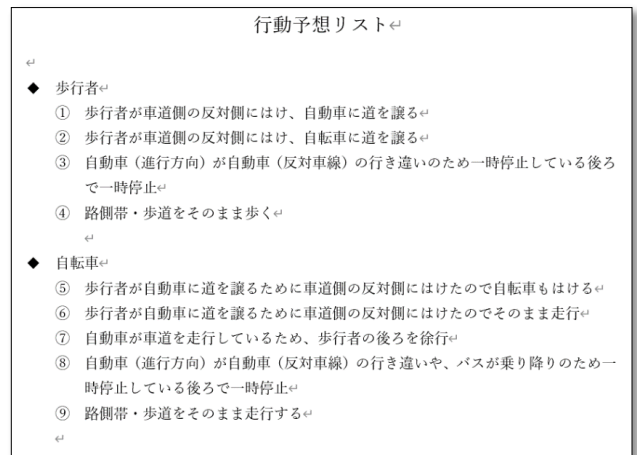 行動予想リスト↵
↵
◆ 歩行者↵
① 歩行者が車道側の反対側にはけ、自動車に道を譲る↵
② 歩行者が車道側の反対側にはけ、自転車に道を譲る↵
③ 自動車（進行方向）が自動車（反対車線）の行き違いのため一時停止している後ろ
で一時停止↵
④ 路側帯・歩道をそのまま歩く↵
↵
◆ 自転車↵
⑤ 歩行者が自動車に道を譲るために車道側の反対側にはけたので自転車もはける↵
⑥ 歩行者が自動車に道を譲るために車道側の反対側にはけたのでそのまま走行↵
⑦ 自動車が車道を走行しているため、歩行者の後ろを徐行↵
⑧ 自動車（進行方向）が自動車（反対車線）の行き違いや、バスが乗り降りのため一
時停止している後ろで一時停止↵
⑨ 路側帯・歩道をそのまま走行する↵
↵